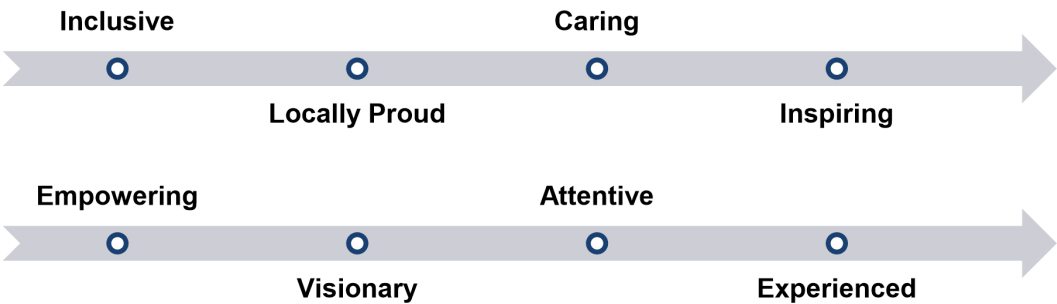 Inclusive
Caring
Locally Proud
Inspiring
Empowering
Attentive
Visionary
Experienced